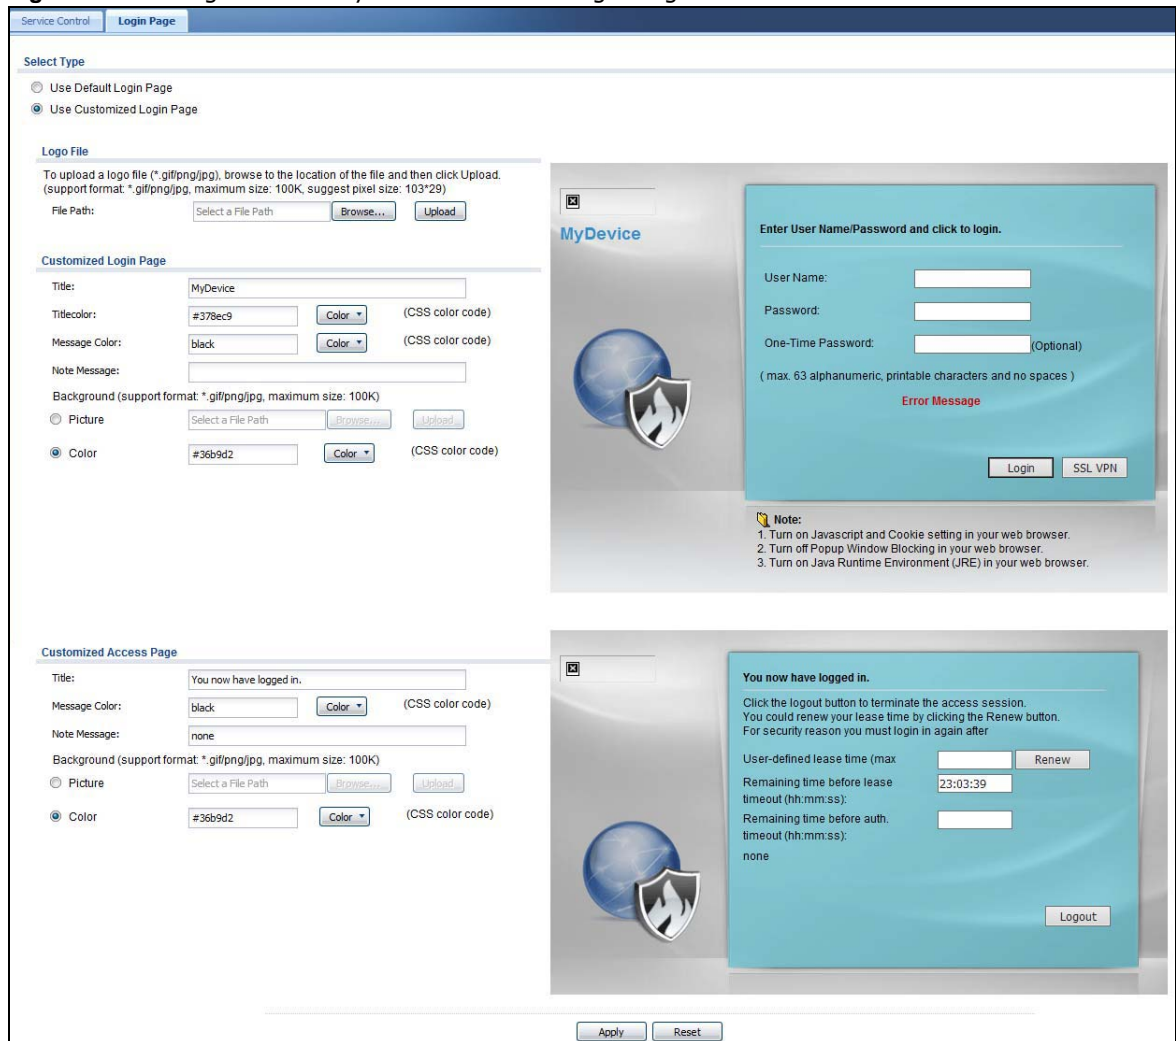 Service Control
Login Page
Select Type
Use Default Login Page
Use Customized Login Page
Logo File
To upload a logo file (*.gif/png/jpg), browse to the location of the file and then click Upload.
(support format: *.gif/png/jpg, maximum size: 100K, suggest pixel size: 103*29)
File Path:
Select a File Path
Browse...
Upload
Customized Login Page
Title:
MyDevice
Titlecolor:
#378ec9
Color
(CSS color code)
Message Color:
black
Color
(CSS color code)
Note Message:
Background (support format: *.gif/png/jpg, maximum size: 100K)
Picture
Select a File Path
Browse...
Upload
Color
#36b9d2
Color
(CSS color code)
MyDevice
Enter User Name/Password and click to login.
User Name:
Password:
One-Time Password:
(Optional)
( max. 63 alphanumeric, printable characters and no spaces )
Error Message
Login
SSL VPN
Note:
1. Turn on Javascript and Cookie setting in your web browser.
2. Turn off Popup Window Blocking in your web browser.
3. Turn on Java Runtime Environment (JRE) in your web browser.
Customized Access Page
Title:
You now have logged in.
Message Color:
black
Color
(CSS color code)
Note Message:
none
Background (support format: *.gif/png/jpg, maximum size: 100K)
Picture
Select a File Path
Browse...
Upload
Color
#36b9d2
Color
(CSS color code)
You now have logged in.
Click the logout button to terminate the access session.
You could renew your lease time by clicking the Renew button.
For security reason you must login in again after
User-defined lease time (max
Renew
Remaining time before lease
timeout (hh:mm:ss):
23:03:39
Remaining time before auth.
timeout (hh:mm:ss):
none
Logout
Apply
Reset